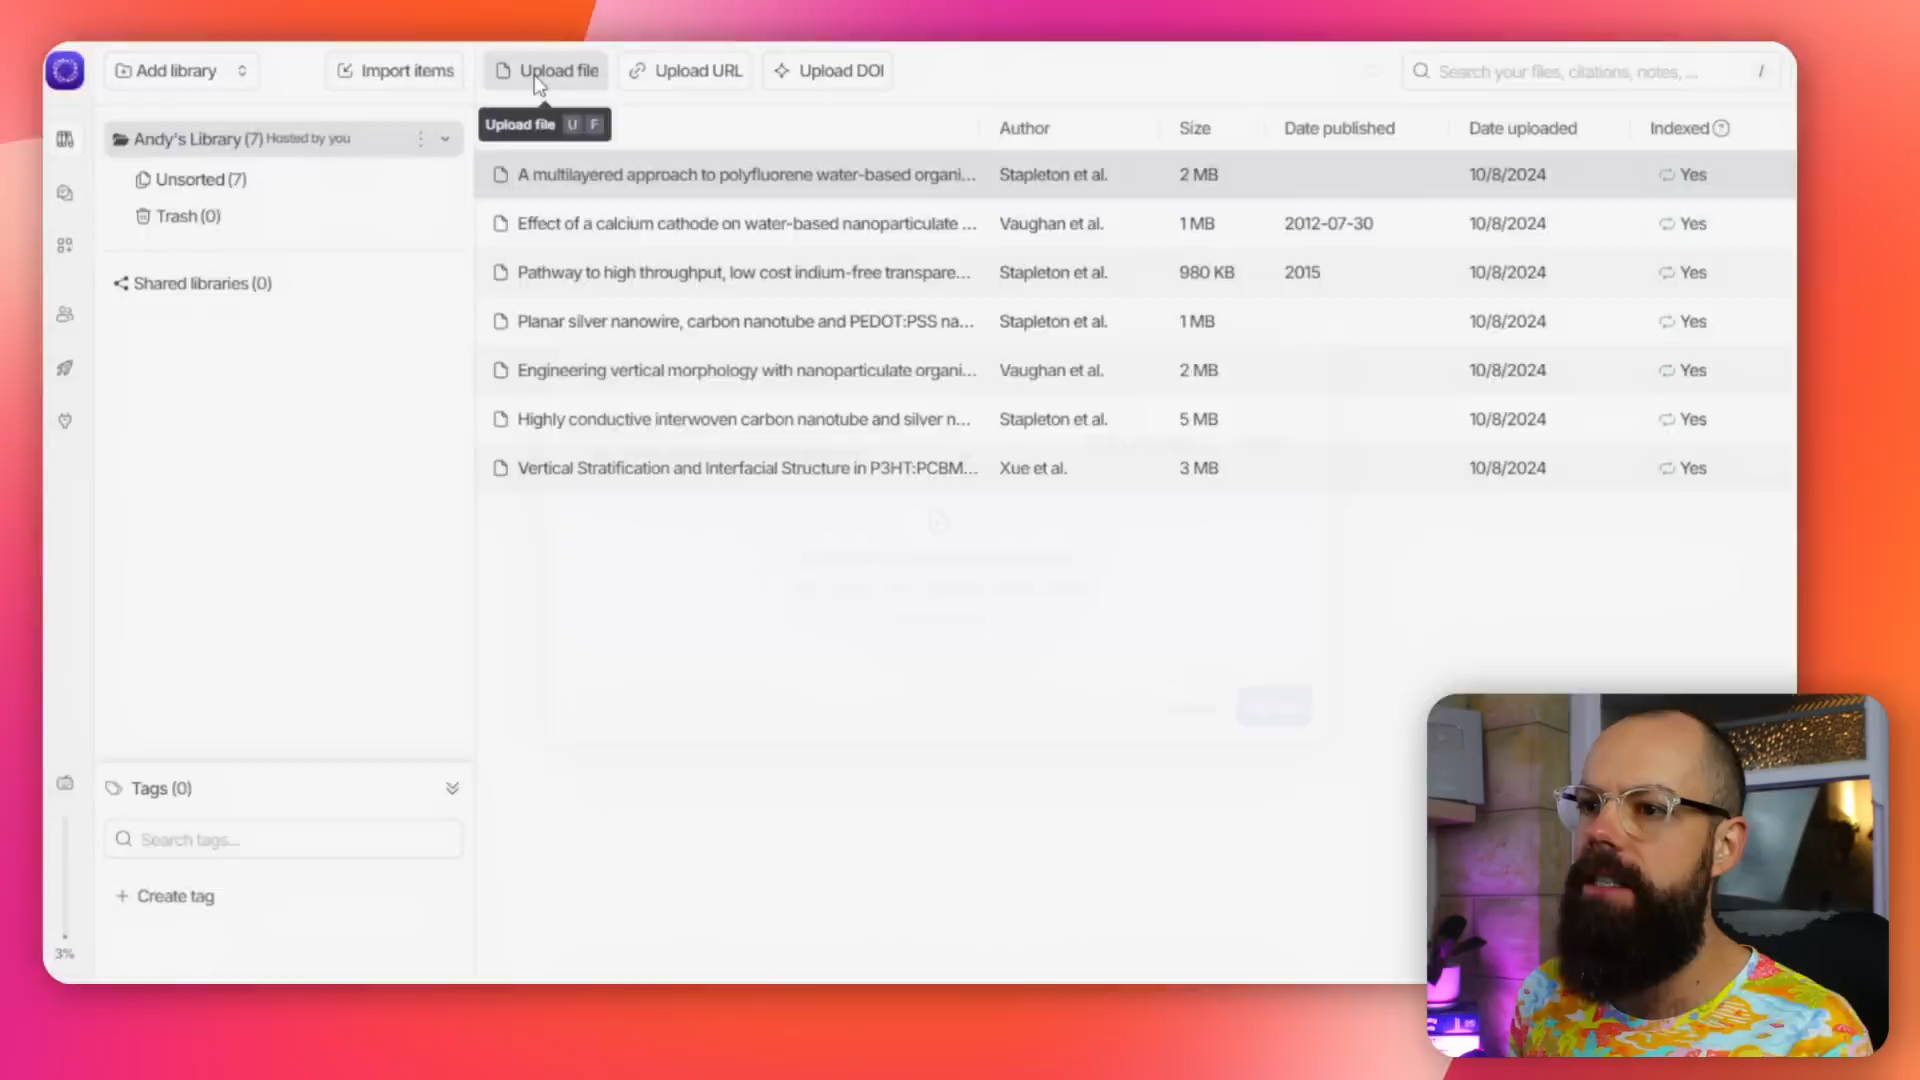 Add library
Import items
Upload file
Upload URL
Upload DOI
Search your files, citations, notes, ...
/
Upload file U F
Author
Size
Date published
Date uploaded
Indexed
Andy's Library (7) Hosted by you
Unsorted (7)
Trash (0)
Shared libraries (0)
A multilayered approach to polyfluorene water-based organi... Stapleton et al. 2 MB 10/8/2024 Yes
Effect of a calcium cathode on water-based nanoparticulate ... Vaughan et al. 1 MB 2012-07-30 10/8/2024 Yes
Pathway to high throughput, low cost indium-free transpare... Stapleton et al. 980 KB 2015 10/8/2024 Yes
Planar silver nanowire, carbon nanotube and PEDOT:PSS na... Stapleton et al. 1 MB 10/8/2024 Yes
Engineering vertical morphology with nanoparticulate organi... Vaughan et al. 2 MB 10/8/2024 Yes
Highly conductive interwoven carbon nanotube and silver n... Stapleton et al. 5 MB 10/8/2024 Yes
Vertical Stratification and Interfacial Structure in P3HT:PCBM... Xue et al. 3 MB 10/8/2024 Yes
Tags (0)
Search tags...
+ Create tag
3%